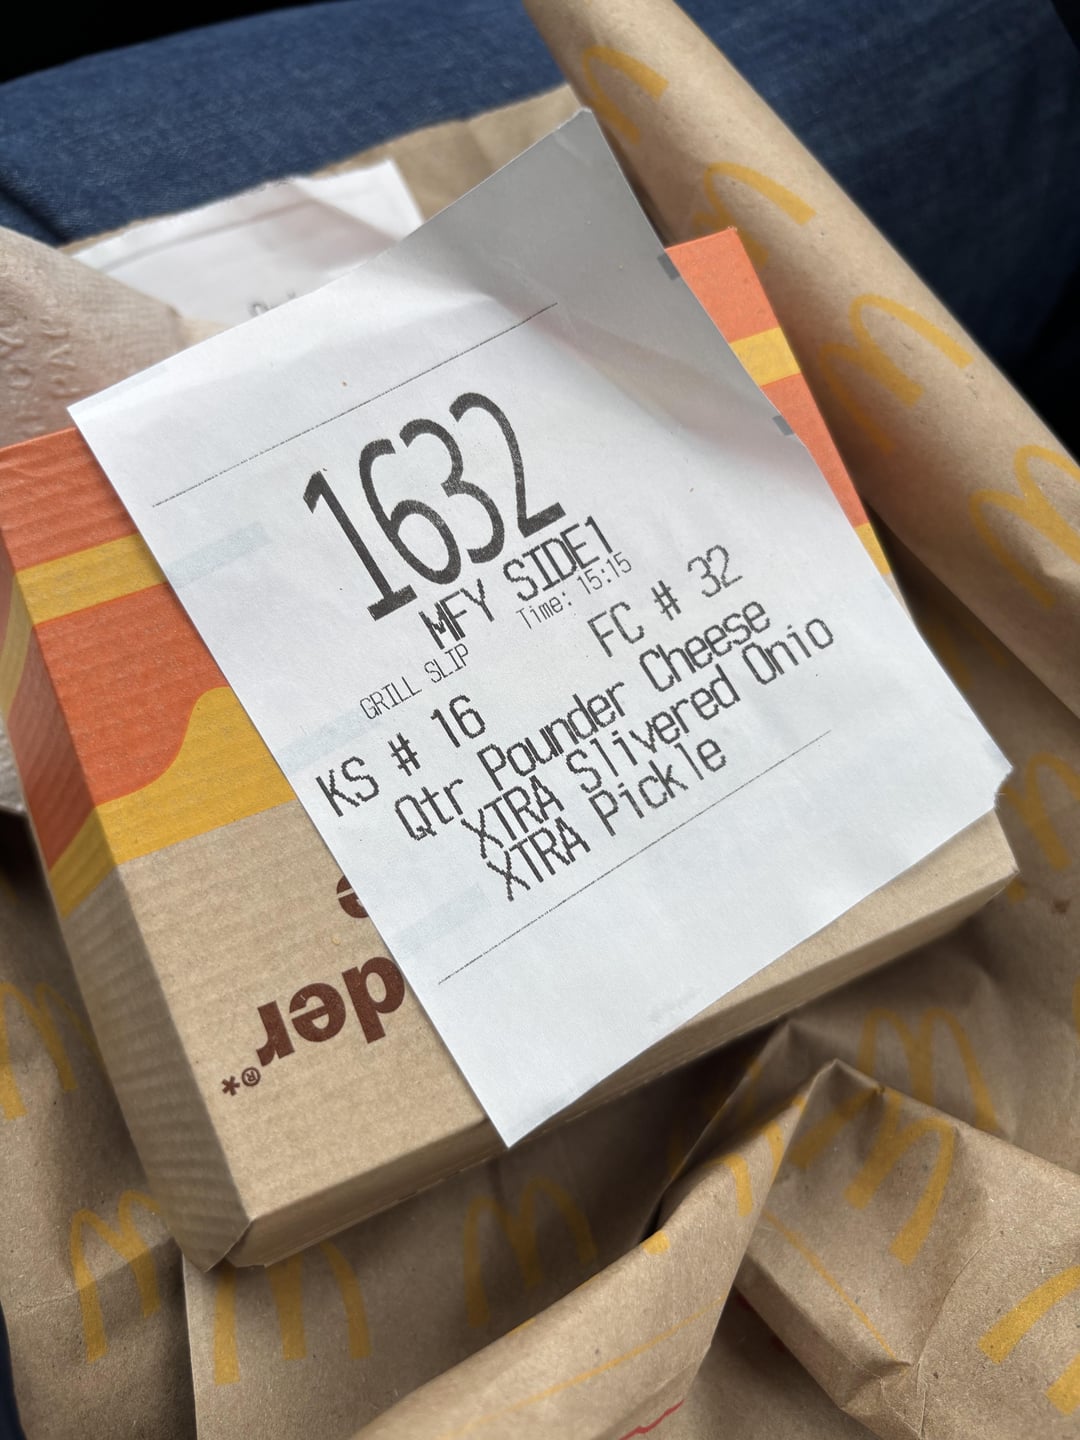 1632
MFY SIDE1
Time: 15:15
GRILL SLIP
KS # 16 FC # 32
Qtr Pounder Cheese
XTRA Slivered Onio
XTRA Pickle
der®*